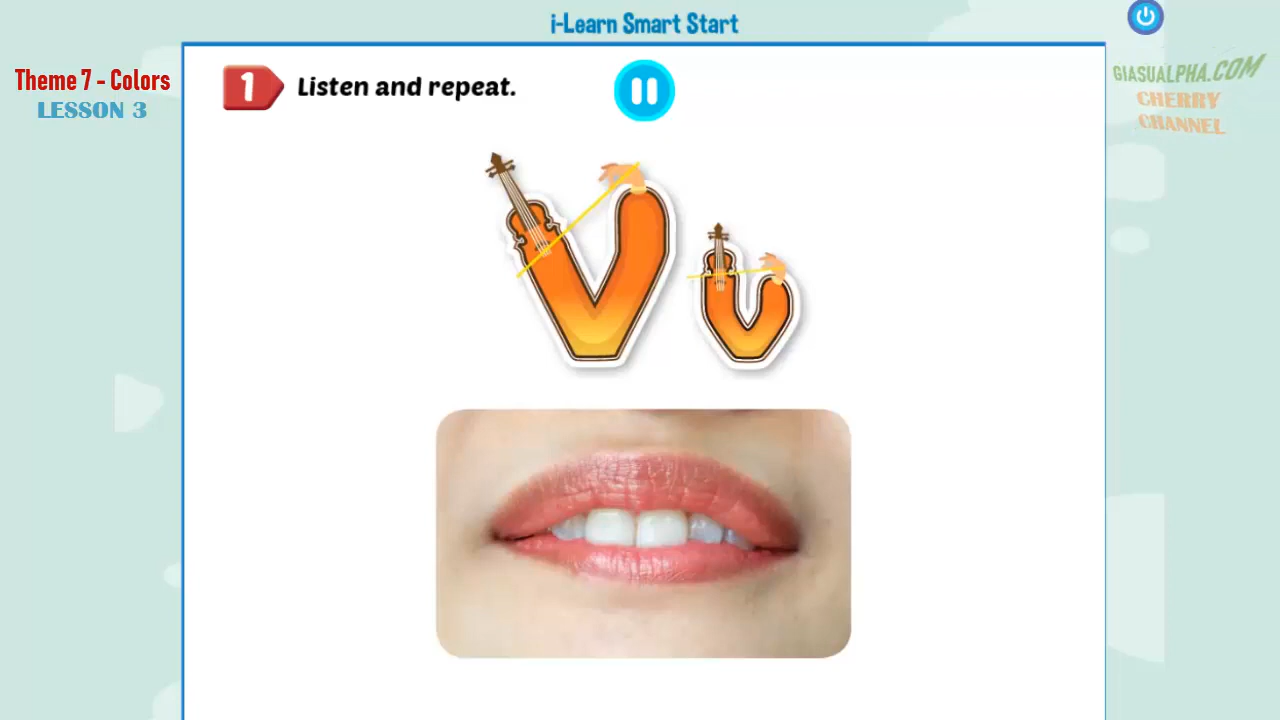 i-Learn Smart Start
Theme 7 - Colors
LESSON 3
1 Listen and repeat.
GIASUALPHA.COM
CHERRY
CHANNEL
V v